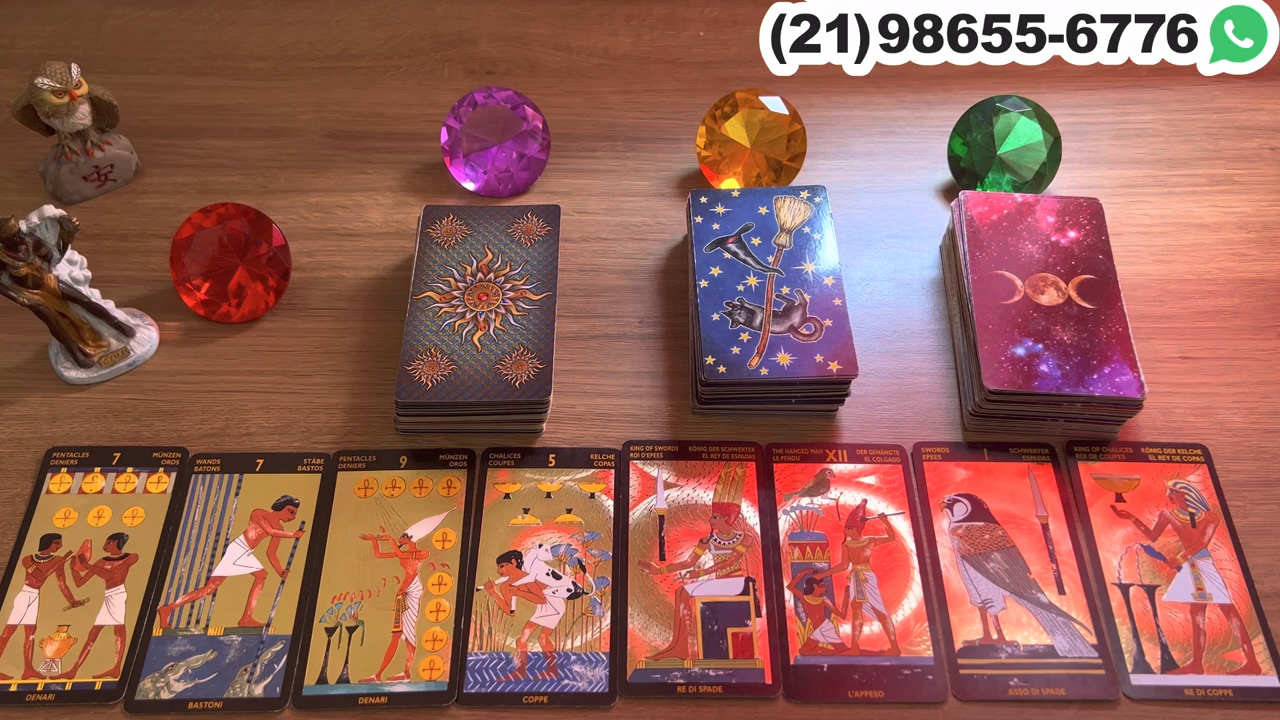 (21)98655-6776
安
PENTACLES
DENIERS
7
MÜNZEN
OROS
DENARI
WANDS
BATONS
7
STÄBE
BASTOS
BASTONI
PENTACLES
DENIERS
9
MÜNZEN
OROS
DENARI
CHALICES
COUPES
5
KELCHE
COPAS
COPPE
KING OF SWORDS
ROI D'EPEES
KÖNIG DER SCHWERTER
EL REY DE ESPADAS
RE DI SPADE
THE HANGED MAN
LE PENDU
XII
DER GEHÄNGTE
EL COLGADO
L'APPESO
SWORDS
EPEES
1
SCHWERTER
ESPADAS
ASSO DI SPADE
KING OF CHALICES
ROI DE COUPES
KÖNIG DER KELCHE
EL REY DE COPAS
RE DI COPPE